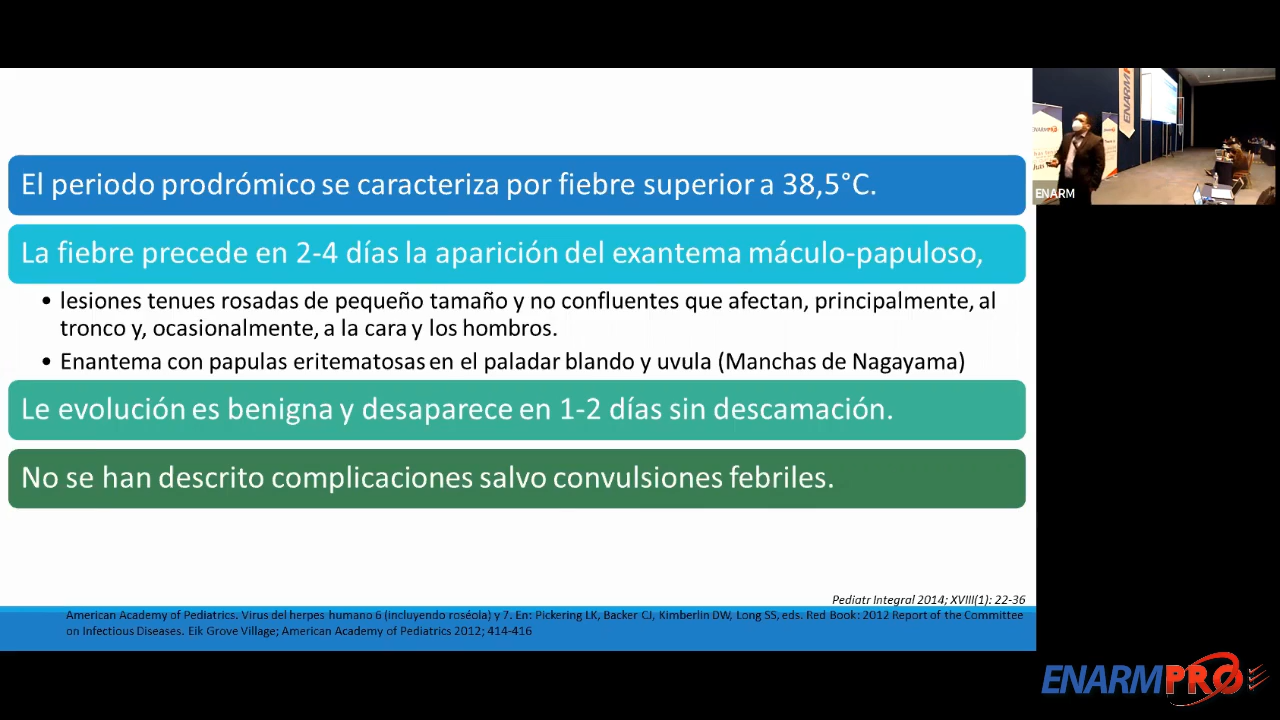 El periodo prodrómico se caracteriza por fiebre superior a 38,5°C.
La fiebre precede en 2-4 días la aparición del exantema máculo-papuloso,
• lesiones tenues rosadas de pequeño tamaño y no confluentes que afectan, principalmente, al
tronco y, ocasionalmente, a la cara y los hombros.
• Enantema con papulas eritematosas en el paladar blando y uvula (Manchas de Nagayama)
Le evolución es benigna y desaparece en 1-2 días sin descamación.
No se han descrito complicaciones salvo convulsiones febriles.
Pediatr Integral 2014; XVIII(1): 22-36
American Academy of Pediatrics. Virus del herpes humano 6 (incluyendo roséola) y 7. En: Pickering LK, Backer CJ, Kimberlin DW, Long SS, eds. Red Book: 2012 Report of the Committee
on Infectious Diseases. Eik Grove Village; American Academy of Pediatrics 2012; 414-416
ENARM
ENARMPRO